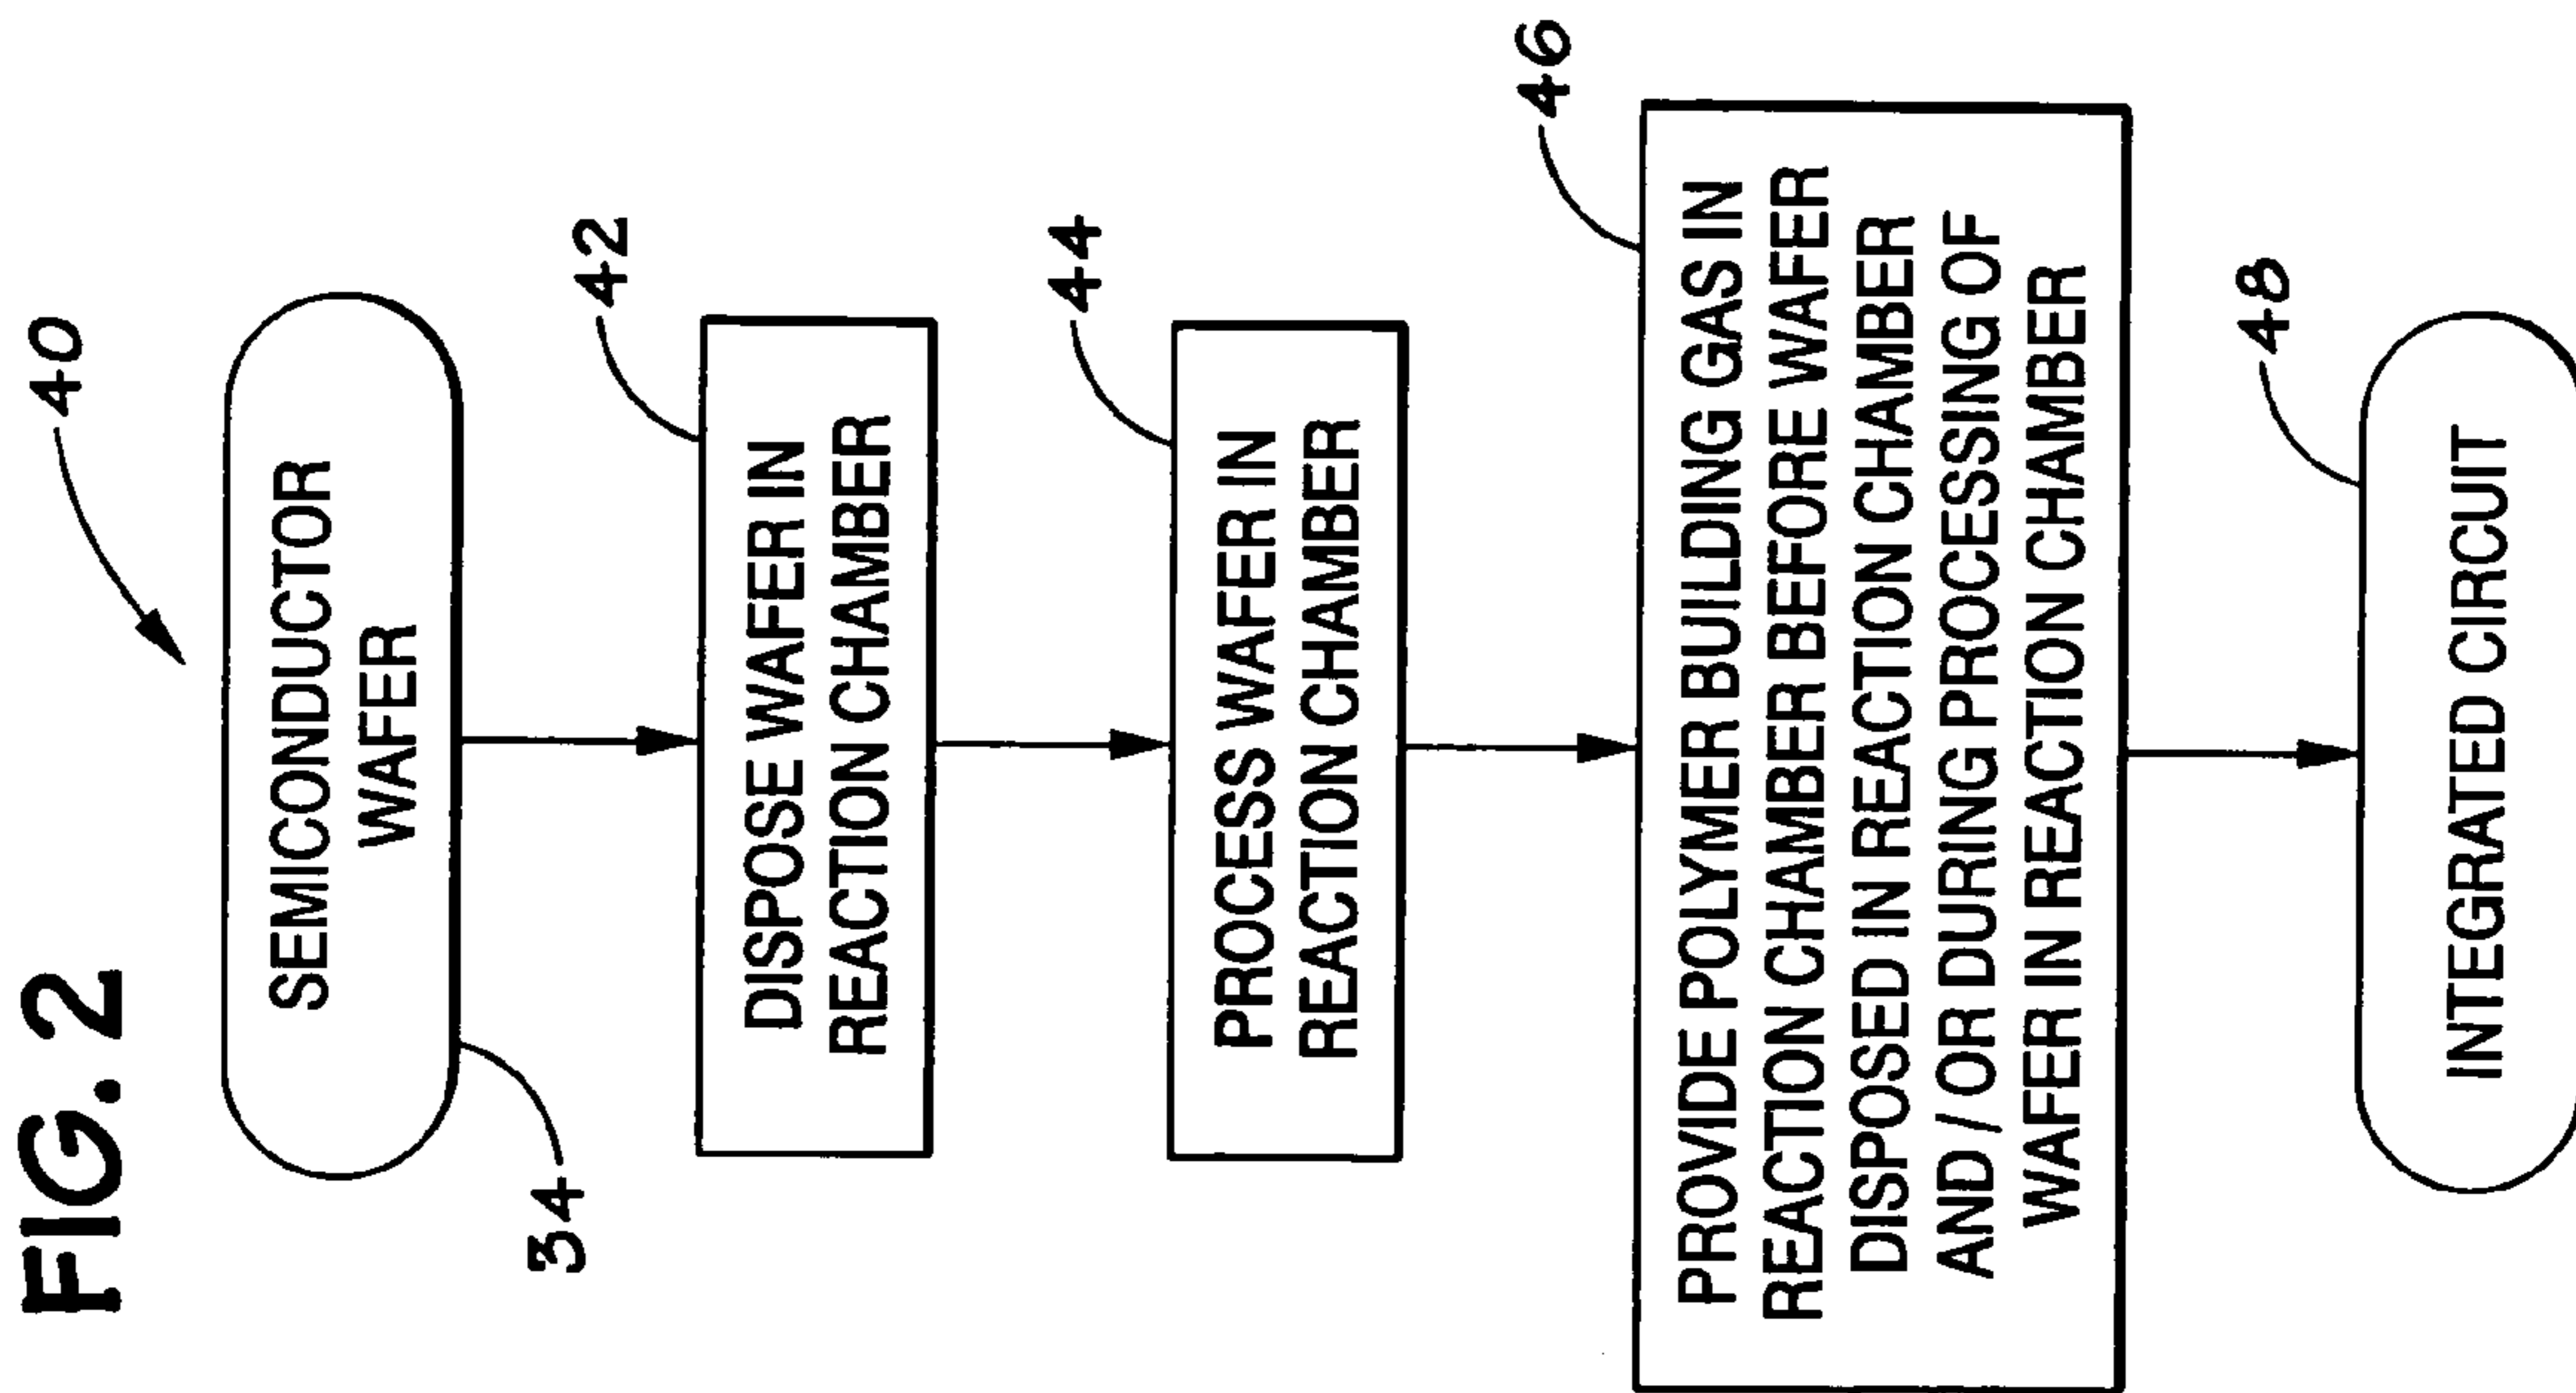 FIG. 2
40
SEMICONDUCTOR
WAFER
34
42
DISPOSE WAFER IN
REACTION CHAMBER
44
PROCESS WAFER IN
REACTION CHAMBER
46
PROVIDE POLYMER BUILDING GAS IN
REACTION CHAMBER BEFORE WAFER
DISPOSED IN REACTION CHAMBER
AND / OR DURING PROCESSING OF
WAFER IN REACTION CHAMBER
48
INTEGRATED CIRCUIT